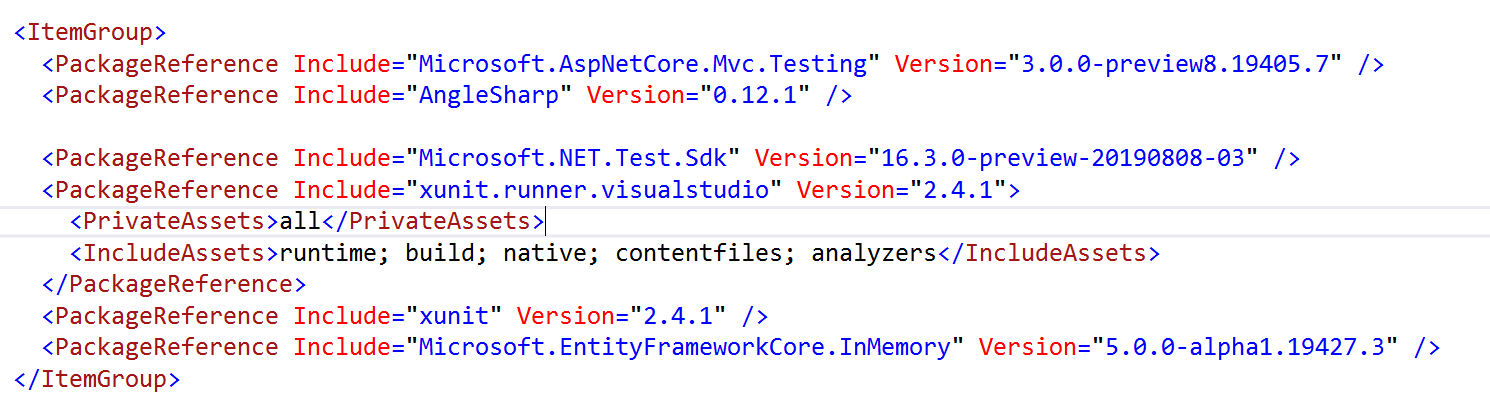 <ItemGroup>
  <PackageReference Include="Microsoft.AspNetCore.Mvc.Testing" Version="3.0.0-preview8.19405.7" />
  <PackageReference Include="AngleSharp" Version="0.12.1" />

  <PackageReference Include="Microsoft.NET.Test.Sdk" Version="16.3.0-preview-20190808-03" />
  <PackageReference Include="xunit.runner.visualstudio" Version="2.4.1">
    <PrivateAssets>all</PrivateAssets>
    <IncludeAssets>runtime; build; native; contentfiles; analyzers</IncludeAssets>
  </PackageReference>
  <PackageReference Include="xunit" Version="2.4.1" />
  <PackageReference Include="Microsoft.EntityFrameworkCore.InMemory" Version="5.0.0-alpha1.19427.3" />
</ItemGroup>